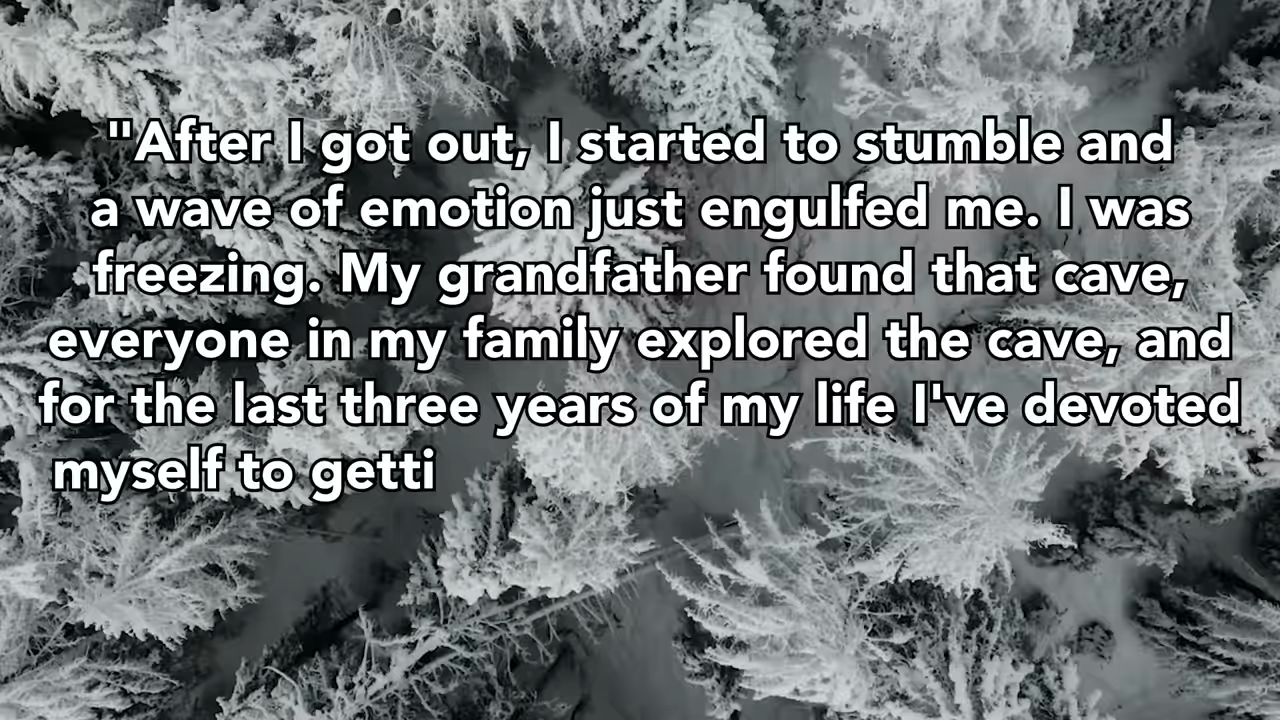 "After I got out, I started to stumble and
a wave of emotion just engulfed me. I was
freezing. My grandfather found that cave,
everyone in my family explored the cave, and
for the last three years of my life I've devoted
myself to getti